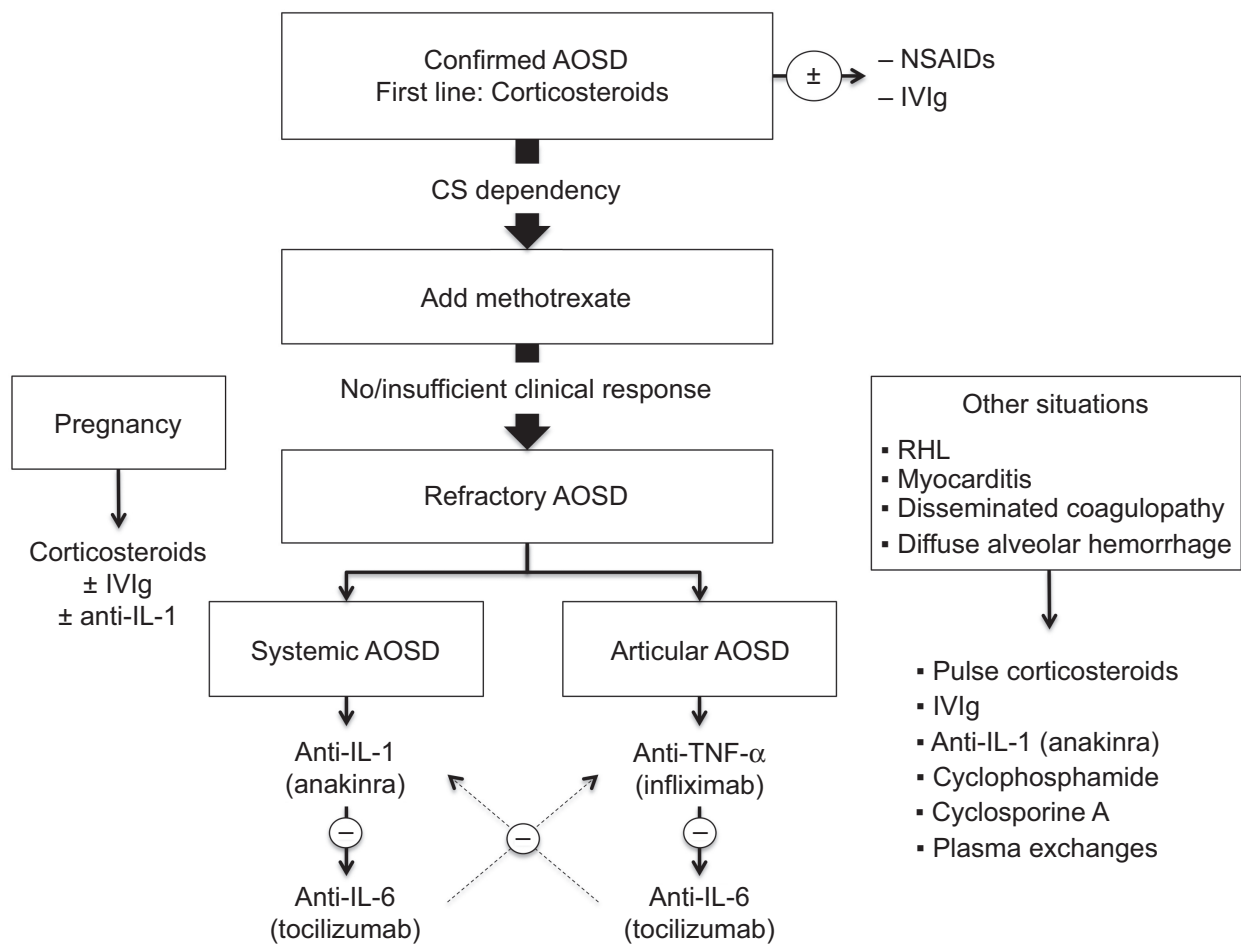 Confirmed AOSD
First line: Corticosteroids
±
– NSAIDs
– IVIg
CS dependency
Add methotrexate
No/insufficient clinical response
Refractory AOSD
Pregnancy
Corticosteroids
± IVIg
± anti-IL-1
Systemic AOSD
Articular AOSD
Anti-IL-1
(anakinra)
Anti-TNF-α
(infliximab)
–
–
–
Anti-IL-6
(tocilizumab)
Anti-IL-6
(tocilizumab)
Other situations
▪ RHL
▪ Myocarditis
▪ Disseminated coagulopathy
▪ Diffuse alveolar hemorrhage
▪ Pulse corticosteroids
▪ IVIg
▪ Anti-IL-1 (anakinra)
▪ Cyclophosphamide
▪ Cyclosporine A
▪ Plasma exchanges